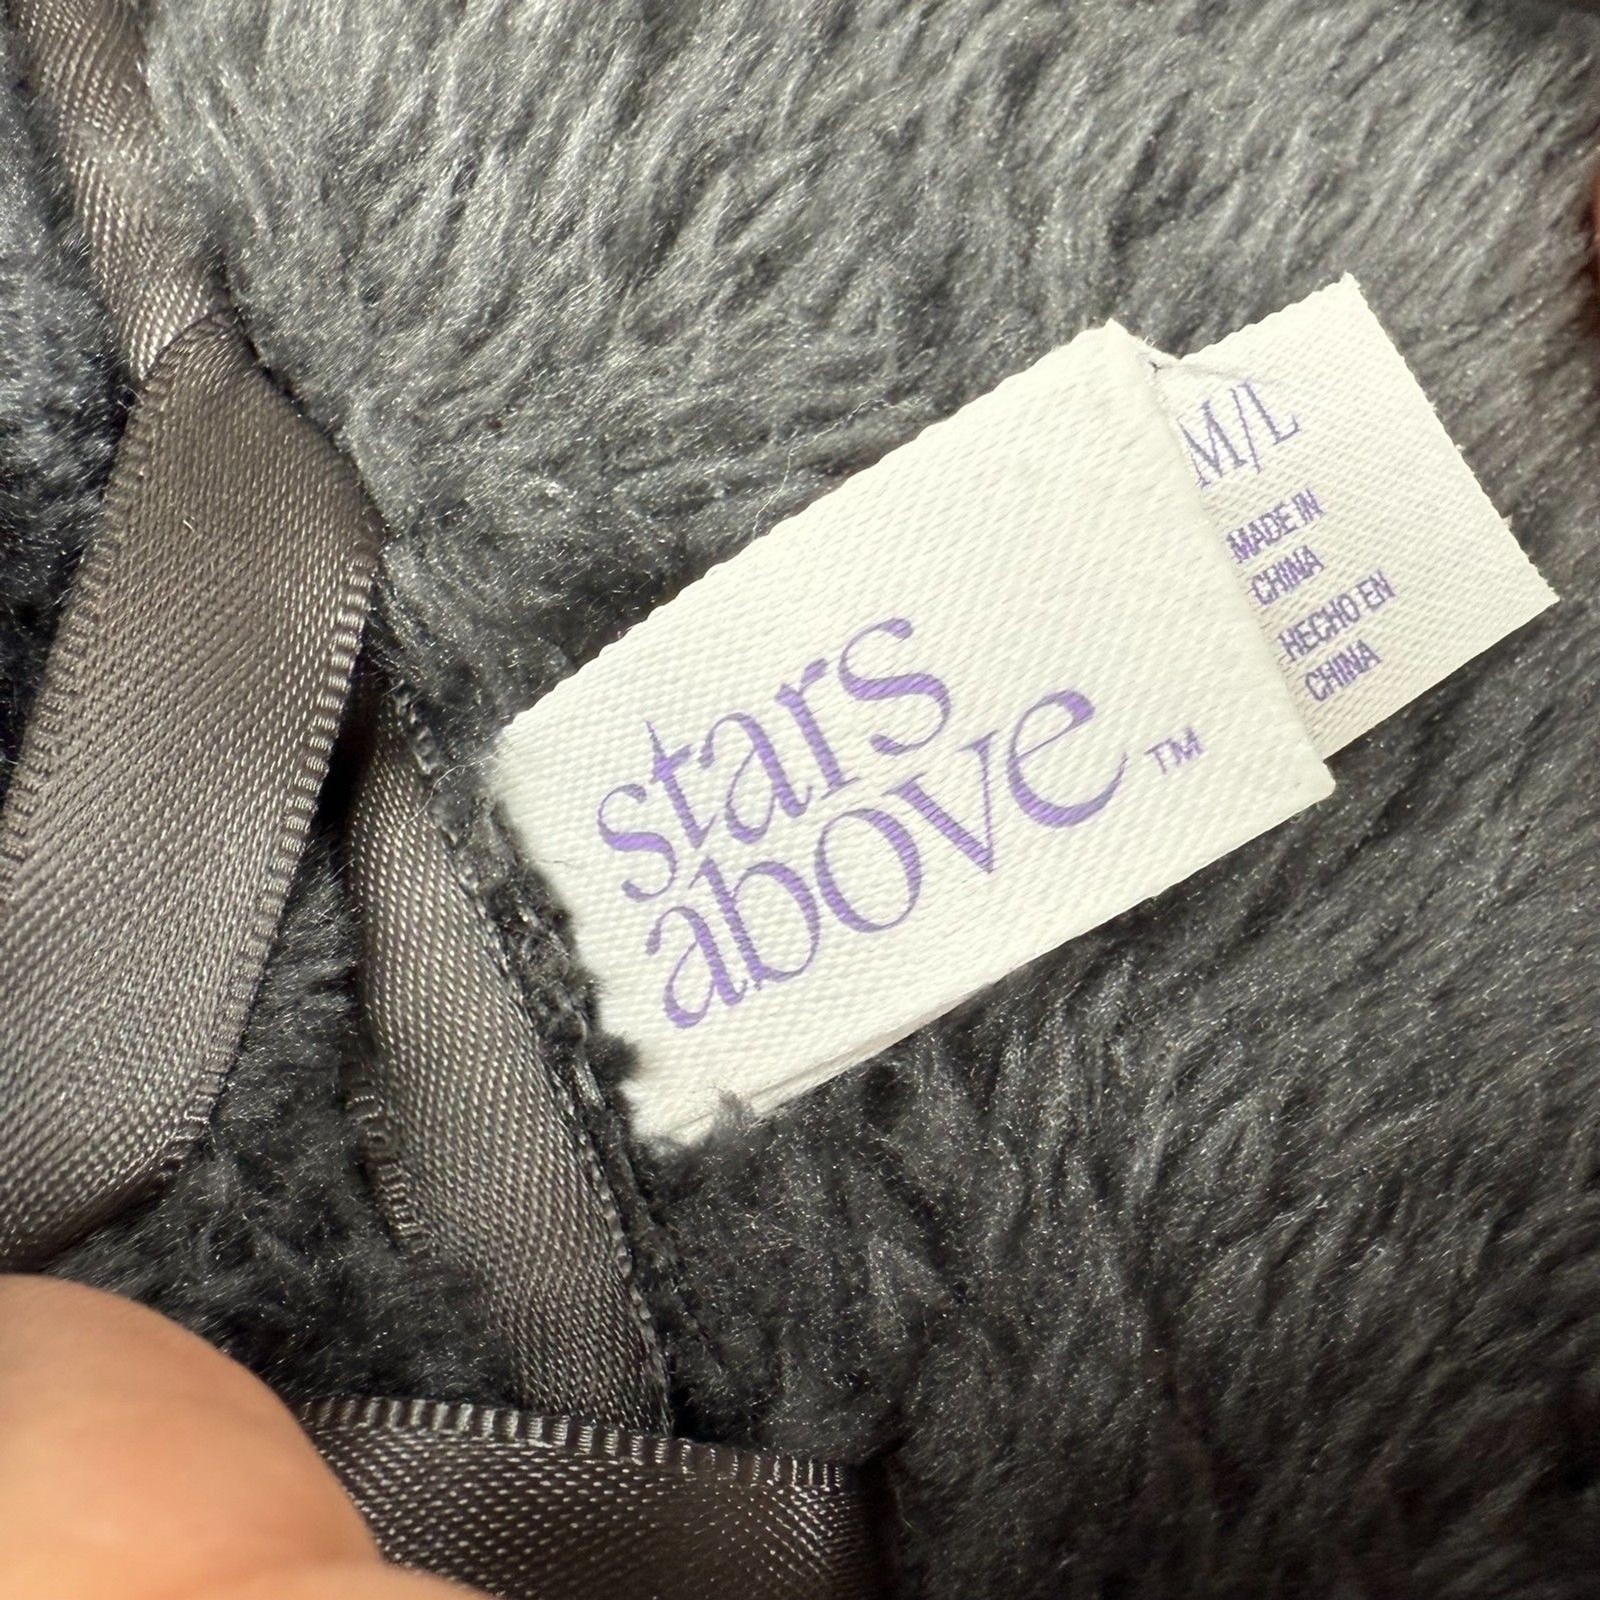 stars
above™
M/L
MADE IN
CHINA
HECHO EN
CHINA